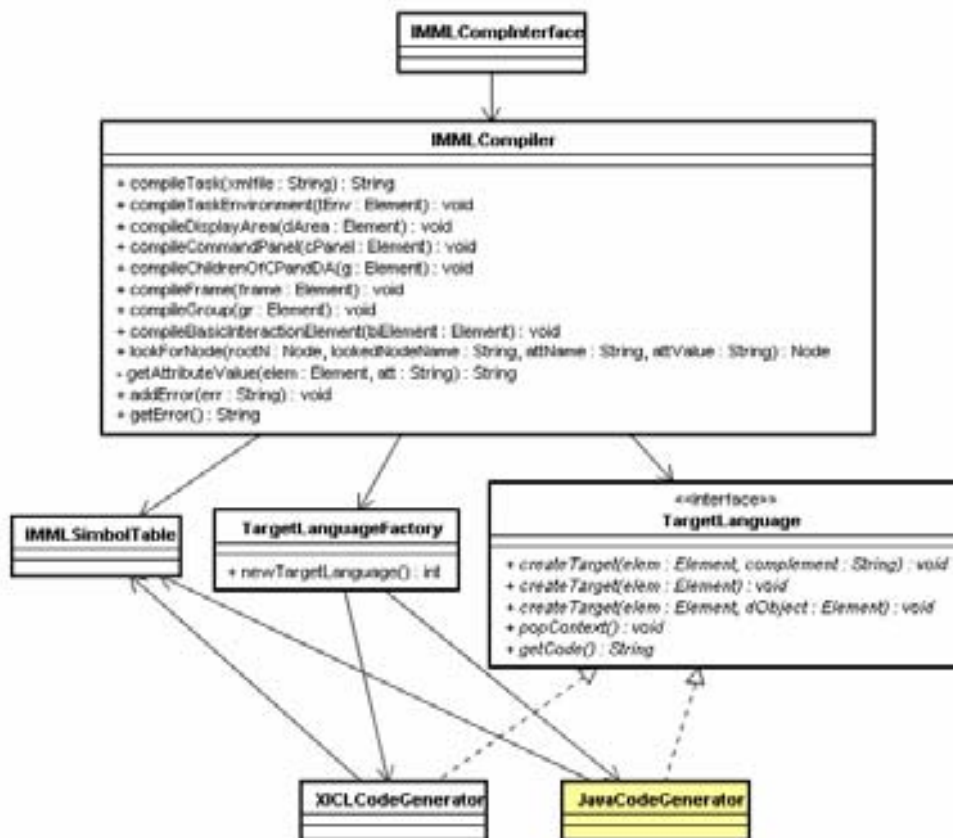 IMMLCompInterface
IMMLCompiler
+ compileTask(xmlfile : String) : String
+ compileTaskEnvironment(tEnv : Element) : void
+ compileDisplayArea(dArea : Element) : void
+ compileCommandPanel(cPanel : Element) : void
+ compileChildrenOfCPandDA(g : Element) : void
+ compileFrame(frame : Element) : void
+ compileGroup(gr : Element) : void
+ compileBasicInteractionElement(biElement : Element) : void
+ lookForNode(rootN : Node, lookedNodeName : String, attName : String, attValue : String) : Node
- getAttributeValue(elem : Element, att : String) : String
+ addError(err : String) : void
+ getError() : String
IMMLSimbolTable
TargetLanguageFactory
+ newTargetLanguage() : int
<<interface>>
TargetLanguage
+ createTarget(elem : Element, complement : String) : void
+ createTarget(elem : Element) : void
+ createTarget(elem : Element, dObject : Element) : void
+ popContext() : void
+ getCode() : String
XICLCodeGenerator
JavaCodeGenerator